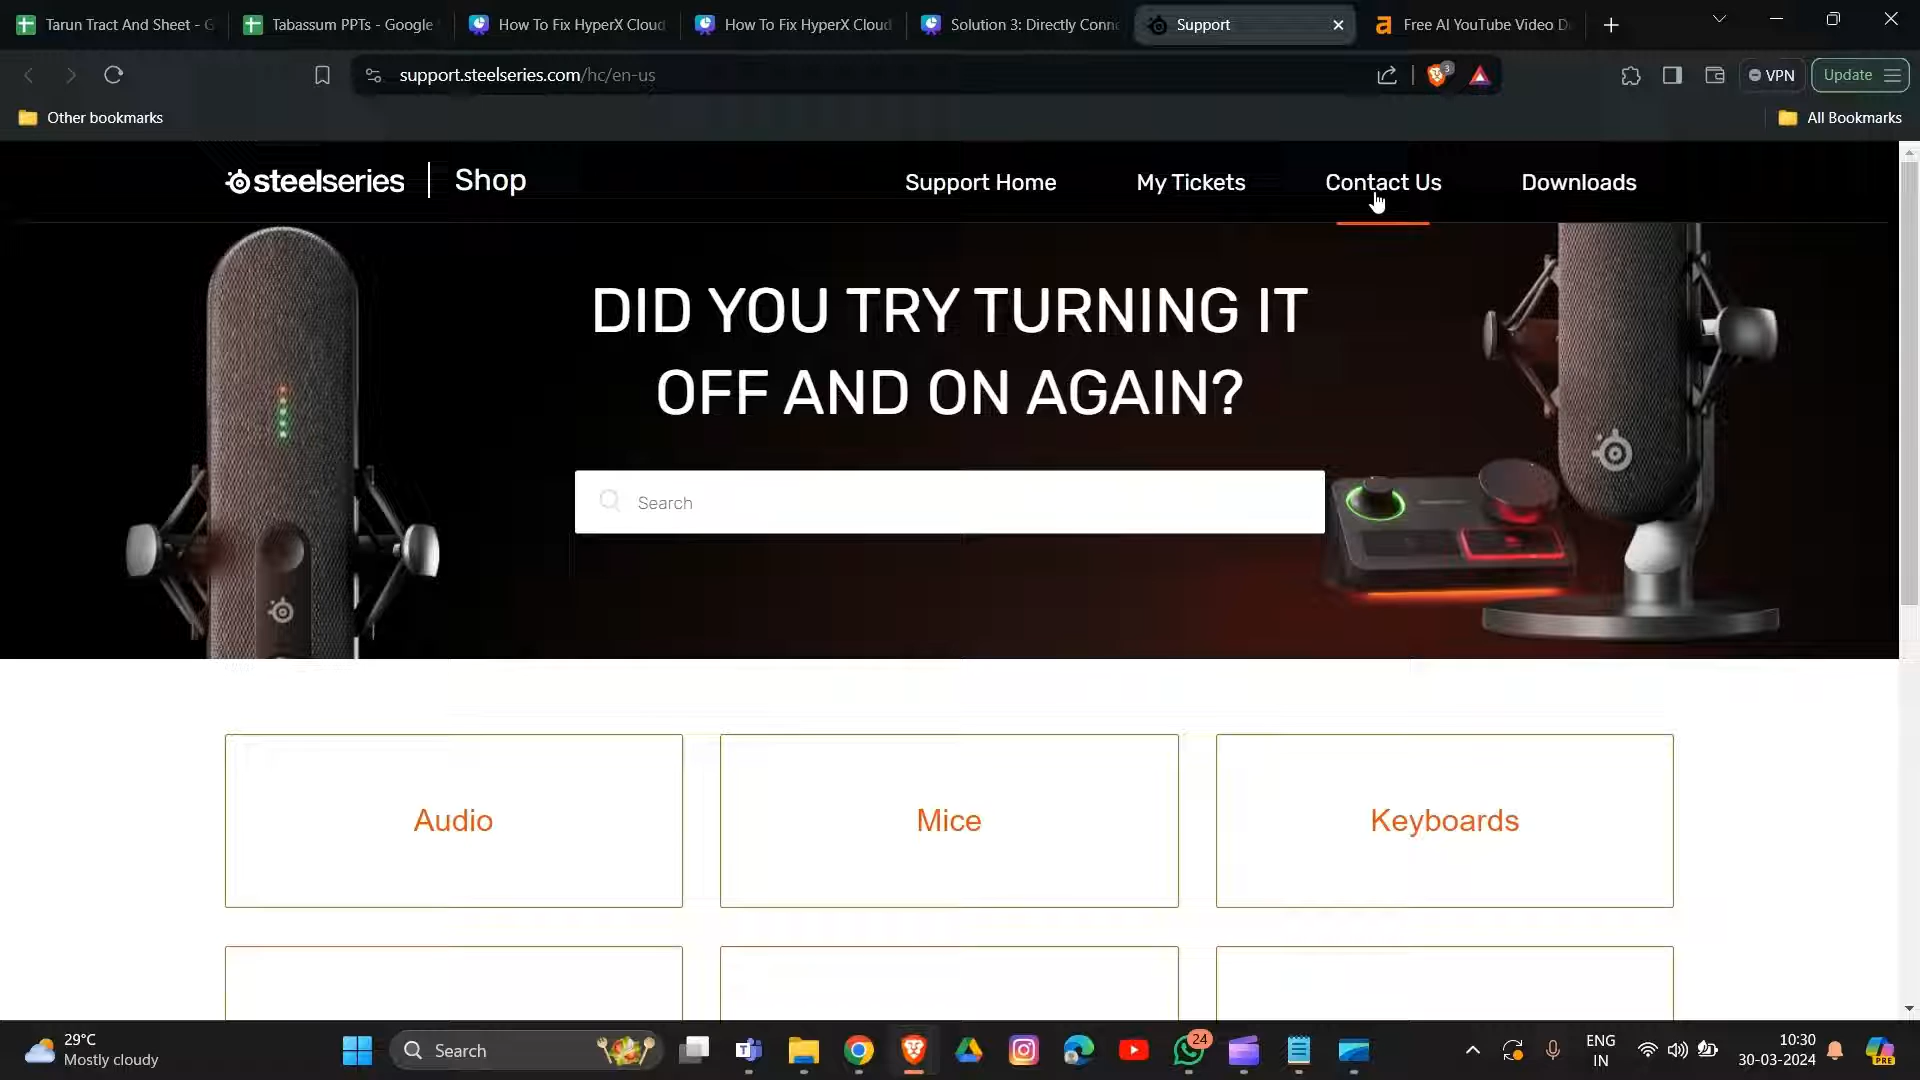 Tarun Tract And Sheet - G
Tabassum PPTs - Google
How To Fix HyperX Cloud
How To Fix HyperX Cloud
Solution 3: Directly Conn
Support
Free AI YouTube Video D
support.steelseries.com/hc/en-us
3
VPN
Update
Other bookmarks
All Bookmarks
steelseries
Shop
Support Home
My Tickets
Contact Us
Downloads
DID YOU TRY TURNING IT
OFF AND ON AGAIN?
Search
Audio
Mice
Keyboards
29°C
Mostly cloudy
Search
24
ENG
IN
10:30
30-03-2024
PRE